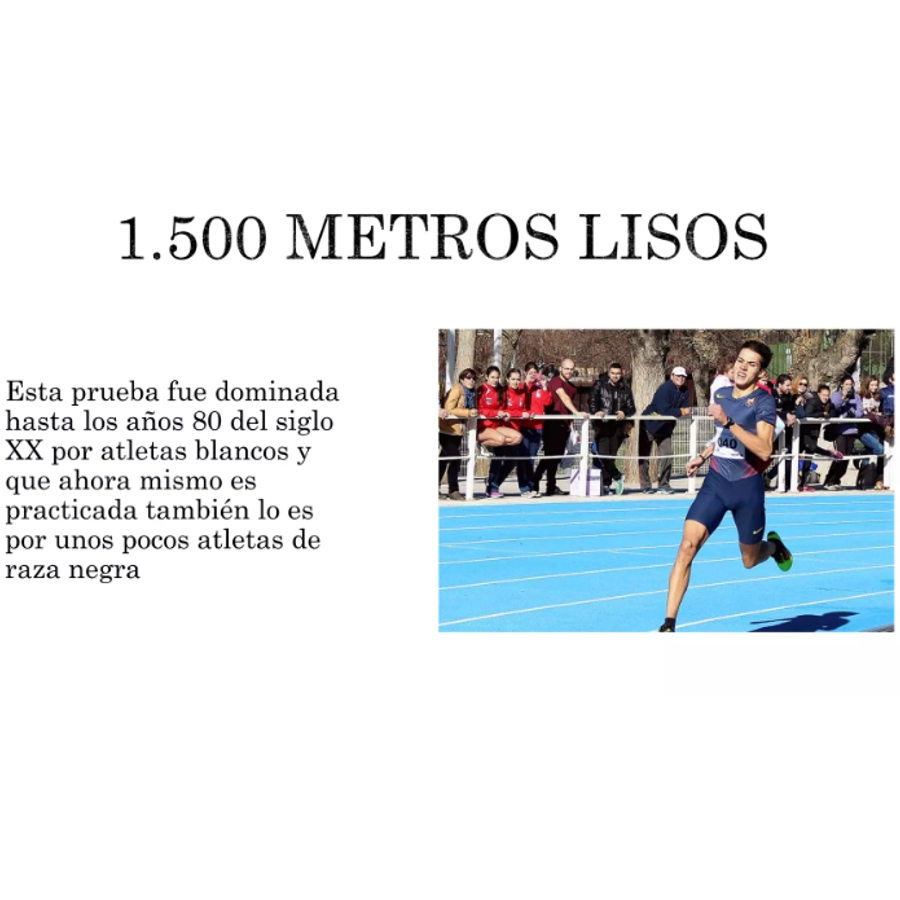 1.500 METROS LISOS
Esta prueba fue dominada
hasta los años 80 del siglo
XX por atletas blancos y
que ahora mismo es
practicada también lo es
por unos pocos atletas de
raza negra
040